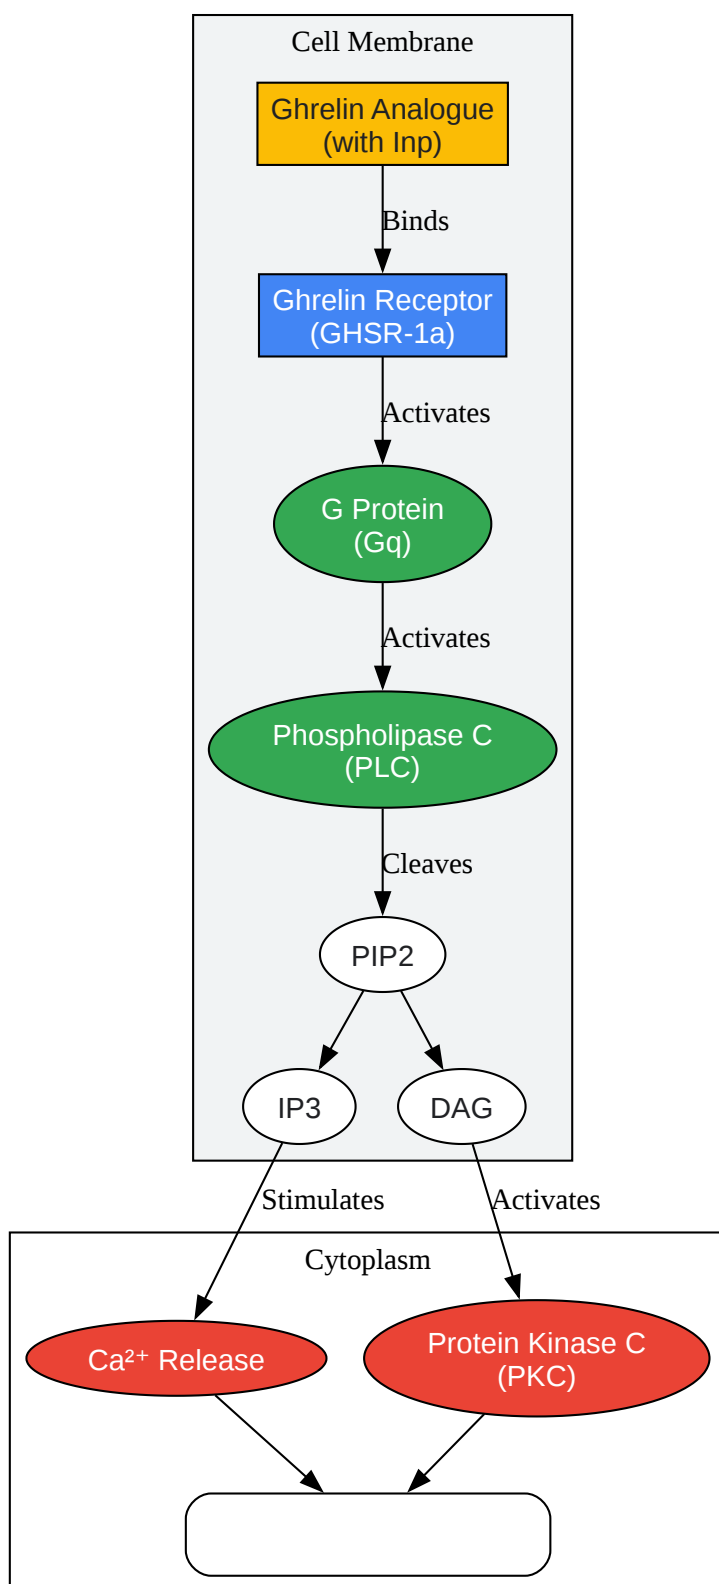 Cell Membrane
Ghrelin Analogue
(with Inp)
Binds
Ghrelin Receptor
(GHSR-1a)
Activates
G Protein
(Gq)
Activates
Phospholipase C
(PLC)
Cleaves
PIP2
IP3
DAG
Stimulates
Activates
Cytoplasm
Ca²⁺ Release
Protein Kinase C
(PKC)